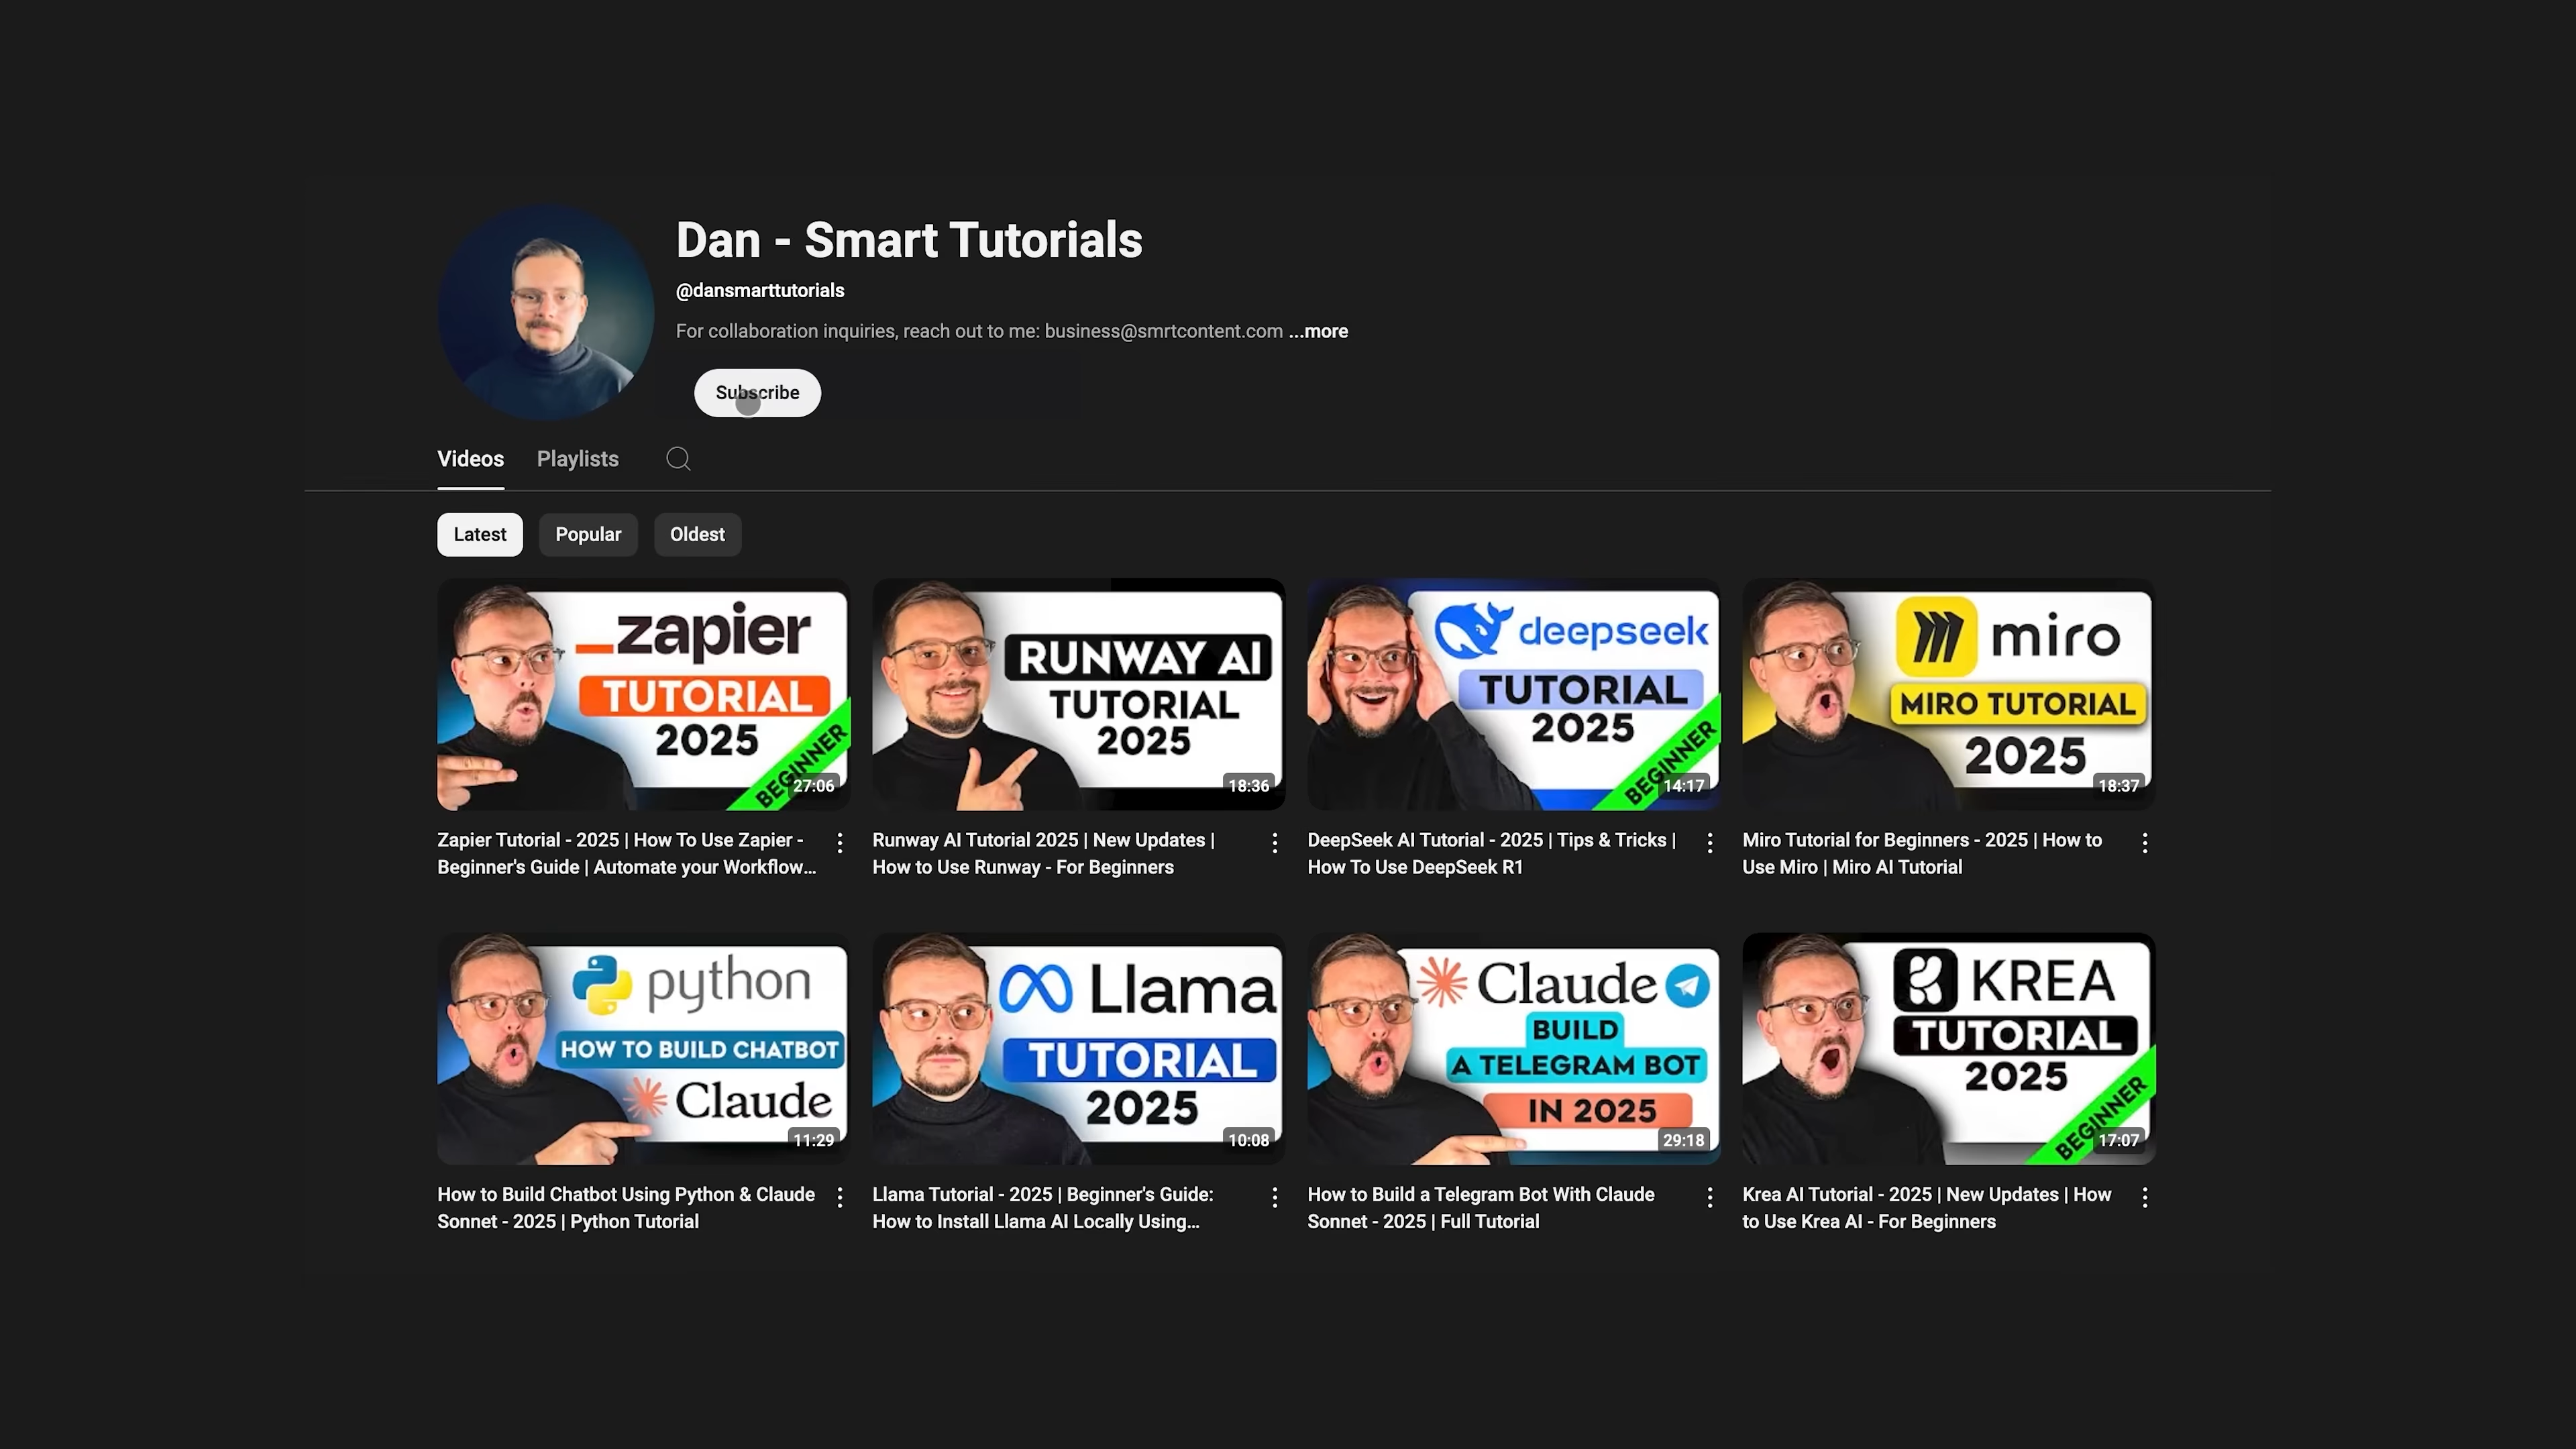 Dan - Smart Tutorials
@dansmarttutorials
For collaboration inquiries, reach out to me: business@smrtcontent.com ...more
Subscribe
Videos Playlists
Latest Popular Oldest
zapier
TUTORIAL
2025
BEGINNER
27:06
RUNWAY AI
TUTORIAL
2025
18:36
deepseek
TUTORIAL
2025
BEGINNER
14:17
miro
MIRO TUTORIAL
2025
18:37
Zapier Tutorial - 2025 | How To Use Zapier -
Beginner's Guide | Automate your Workflow...
Runway AI Tutorial 2025 | New Updates |
How to Use Runway - For Beginners
DeepSeek AI Tutorial - 2025 | Tips & Tricks |
How To Use DeepSeek R1
Miro Tutorial for Beginners - 2025 | How to
Use Miro | Miro AI Tutorial
python
HOW TO BUILD CHATBOT
Claude
11:29
Llama
TUTORIAL
2025
10:08
Claude
BUILD
A TELEGRAM BOT
IN 2025
29:18
KREA
TUTORIAL
2025
BEGINNER
17:07
How to Build Chatbot Using Python & Claude
Sonnet - 2025 | Python Tutorial
Llama Tutorial - 2025 | Beginner's Guide:
How to Install Llama AI Locally Using...
How to Build a Telegram Bot With Claude
Sonnet - 2025 | Full Tutorial
Krea AI Tutorial - 2025 | New Updates | How
to Use Krea AI - For Beginners